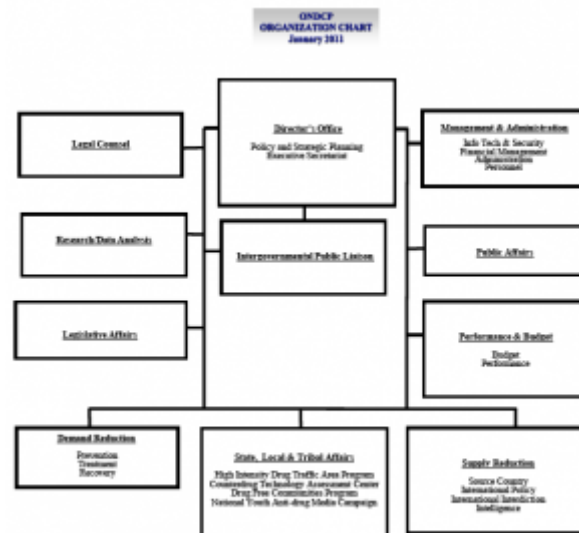 ONDCP
ORGANIZATION CHART
January 2011
Director's Office
Policy and Strategic Planning
Executive Secretariat
Legal Counsel
Management & Administration
Info Tech & Security
Financial Management
Administration
Personnel
Research/Data Analysis
Intergovernmental Public Liaison
Public Affairs
Legislative Affairs
Performance & Budget
Budget
Performance
Demand Reduction
Prevention
Treatment
Recovery
State, Local & Tribal Affairs
High Intensity Drug Traffic Area Program
Counterdrug Technology Assessment Center
Drug Free Communities Program
National Youth Anti-drug Media Campaign
Supply Reduction
Source Country
International Policy
International Interdiction
Intelligence